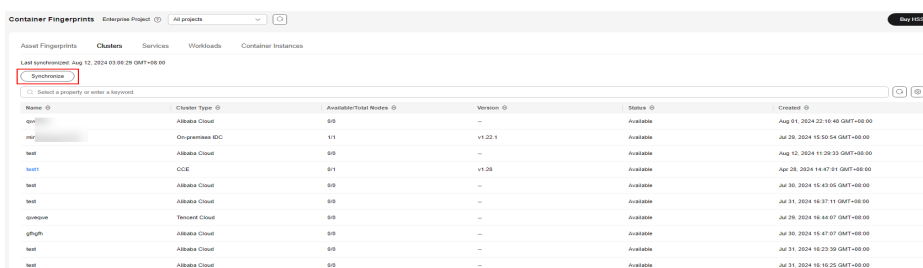 Container Fingerprints Enterprise Project All projects Buy HSS
Asset Fingerprints Clusters Services Workloads Container Instances
Last synchronized: Aug 12, 2024 03:00:29 GMT+08:00
Synchronize
Select a property or enter a keyword.
Name Cluster Type Available/Total Nodes Version Status Created
Alibaba Cloud 0/0 -- Available Aug 01, 2024 22:10:46 GMT+08:00
On-premises IDC 1/1 v1.22.1 Available Jul 29, 2024 15:50:54 GMT+08:00
test Alibaba Cloud 0/0 -- Available Aug 12, 2024 11:29:33 GMT+08:00
test1 CCE 0/1 v1.28 Available Apr 28, 2024 14:47:01 GMT+08:00
test Alibaba Cloud 0/0 -- Available Jul 30, 2024 15:43:05 GMT+08:00
test Alibaba Cloud 0/0 -- Available Jul 31, 2024 16:37:11 GMT+08:00
qweqwe Tencent Cloud 0/0 -- Available Jul 29, 2024 16:44:07 GMT+08:00
gfhgfh Alibaba Cloud 0/0 -- Available Jul 30, 2024 15:47:07 GMT+08:00
test Alibaba Cloud 0/0 -- Available Jul 31, 2024 16:23:39 GMT+08:00
test Alibaba Cloud 0/0 -- Available Jul 31, 2024 16:16:25 GMT+08:00